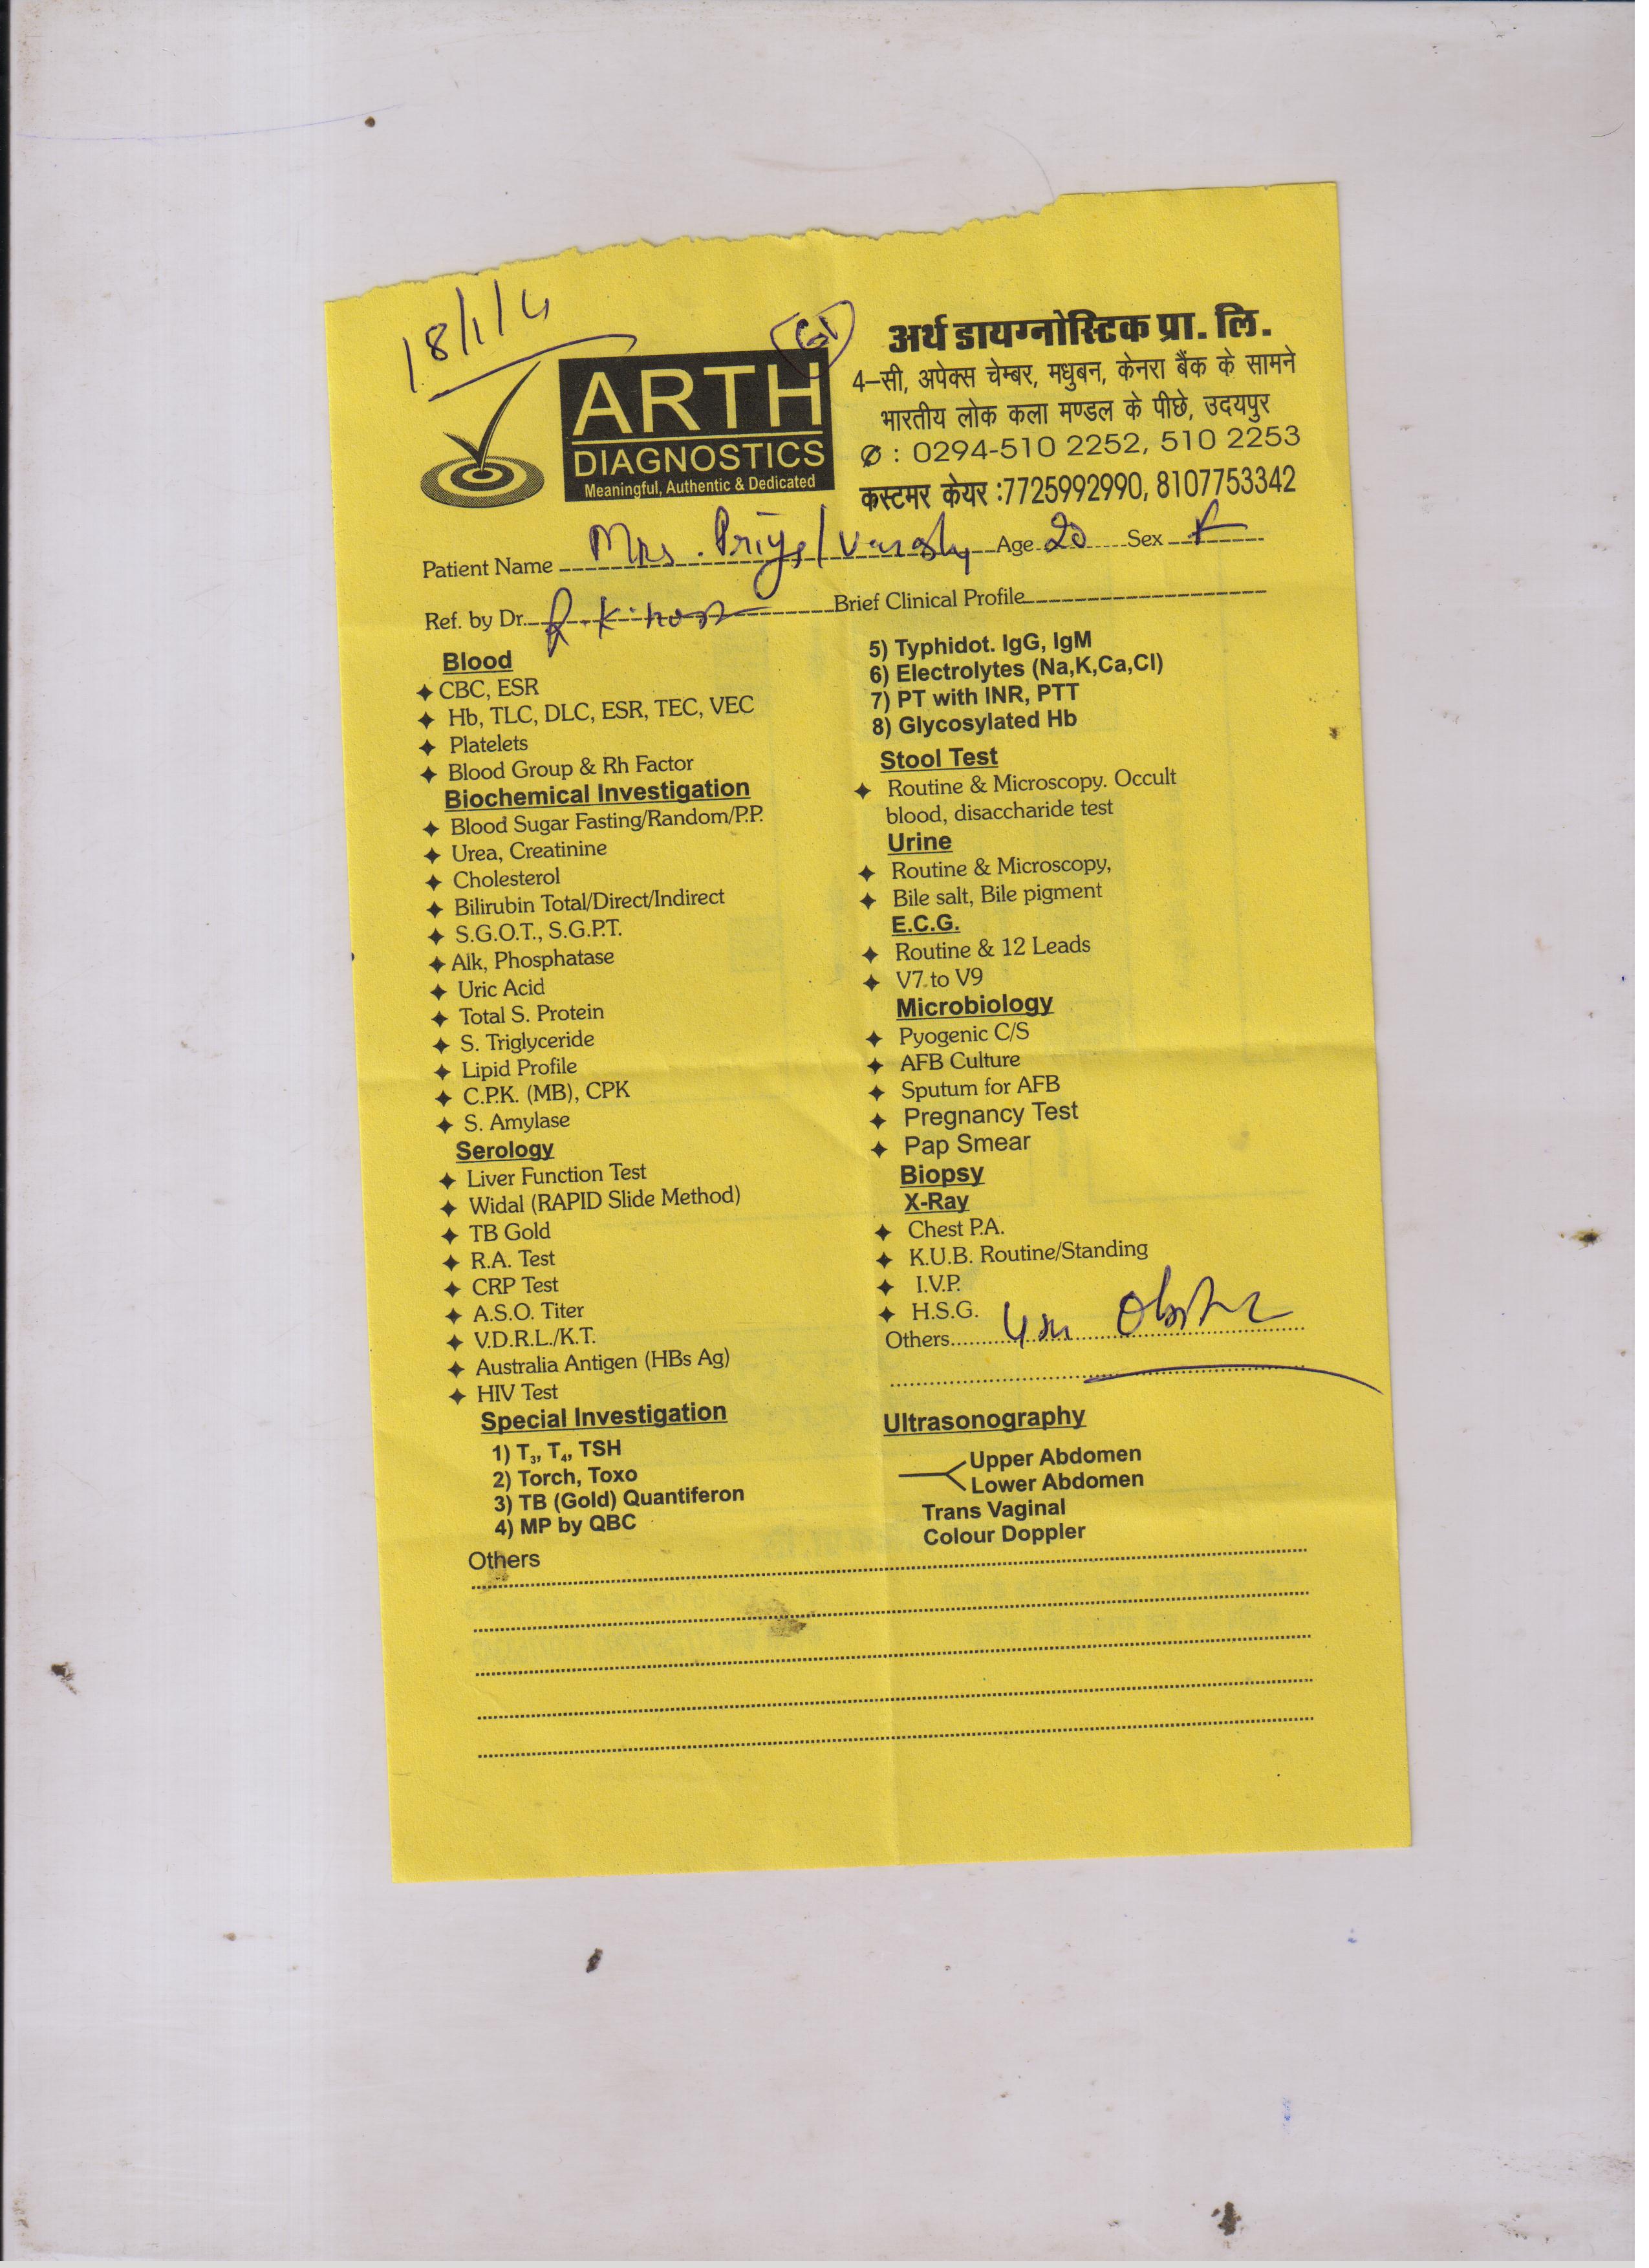 18/1/
G1
ARTH
DIAGNOSTICS
Meaningful, Authentic & Dedicated
अर्थ डायग्नोस्टिक प्रा. लि.
4–सी, अपेक्स चेम्बर, मधुबन, केनरा बैंक के सामने
भारतीय लोक कला मण्डल के पीछे, उदयपुर
: 0294-510 2252, 510 2253
कस्टमर केयर :7725992990, 8107753342
Patient Name Mrs. Priya / Age 20 Sex F
Ref. by Dr. Brief Clinical Profile
Blood
CBC, ESR
Hb, TLC, DLC, ESR, TEC, VEC
Platelets
Blood Group & Rh Factor
Biochemical Investigation
Blood Sugar Fasting/Random/P.P.
Urea, Creatinine
Cholesterol
Bilirubin Total/Direct/Indirect
S.G.O.T., S.G.P.T.
Alk, Phosphatase
Uric Acid
Total S. Protein
S. Triglyceride
Lipid Profile
C.P.K. (MB), CPK
S. Amylase
Serology
Liver Function Test
Widal (RAPID Slide Method)
TB Gold
R.A. Test
CRP Test
A.S.O. Titer
V.D.R.L./K.T.
Australia Antigen (HBs Ag)
HIV Test
Special Investigation
1) T3, T4, TSH
2) Torch, Toxo
3) TB (Gold) Quantiferon
4) MP by QBC
5) Typhidot. IgG, IgM
6) Electrolytes (Na,K,Ca,Cl)
7) PT with INR, PTT
8) Glycosylated Hb
Stool Test
Routine & Microscopy. Occult
blood, disaccharide test
Urine
Routine & Microscopy,
Bile salt, Bile pigment
E.C.G.
Routine & 12 Leads
V7 to V9
Microbiology
Pyogenic C/S
AFB Culture
Sputum for AFB
Pregnancy Test
Pap Smear
Biopsy
X-Ray
Chest P.A.
K.U.B. Routine/Standing
I.V.P.
H.S.G.
Others
Ultrasonography
Upper Abdomen
Lower Abdomen
Trans Vaginal
Colour Doppler
Others